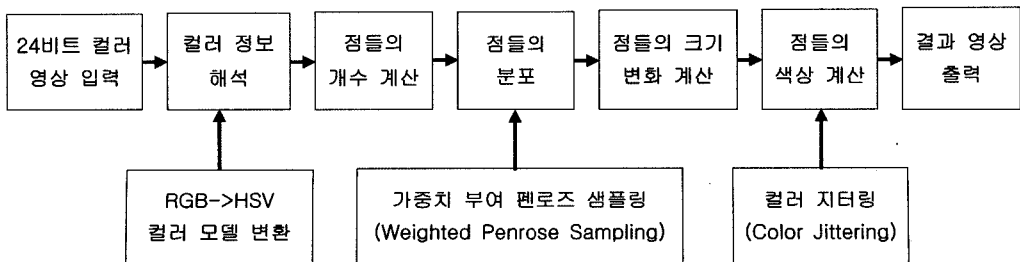 24비트 컬러
영상 입력
컬러 정보
해석
점들의
개수 계산
점들의
분포
점들의 크기
변화 계산
점들의
색상 계산
결과 영상
출력
RGB->HSV
컬러 모델 변환
가중치 부여 펜로즈 샘플링
(Weighted Penrose Sampling)
컬러 지터링
(Color Jittering)